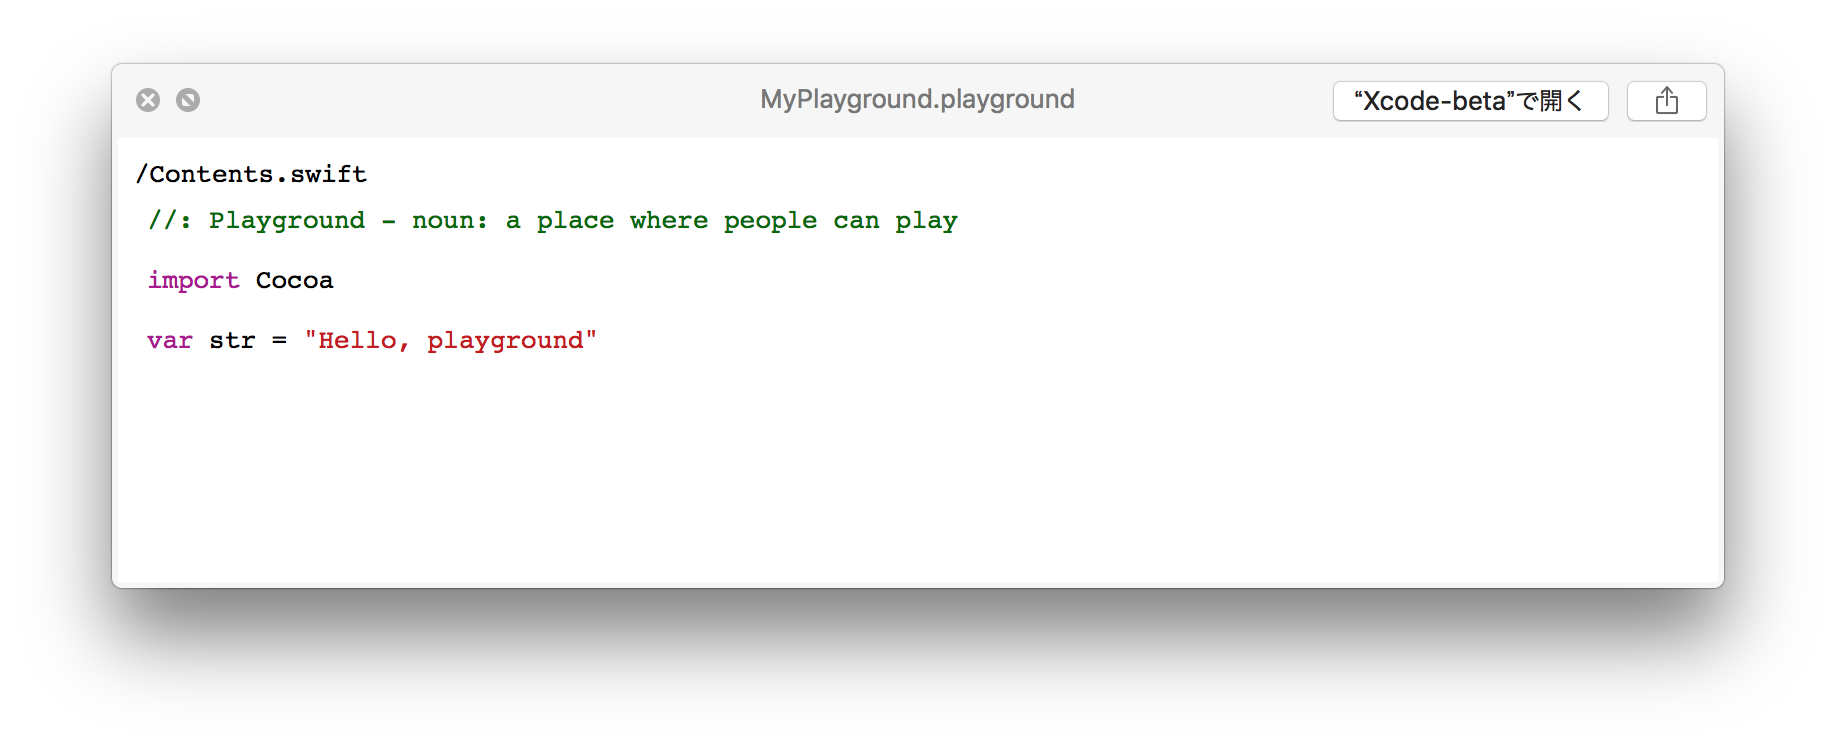 MyPlayground.playground
“Xcode-beta”で開く
/Contents.swift
//: Playground - noun: a place where people can play
import Cocoa
var str = "Hello, playground"